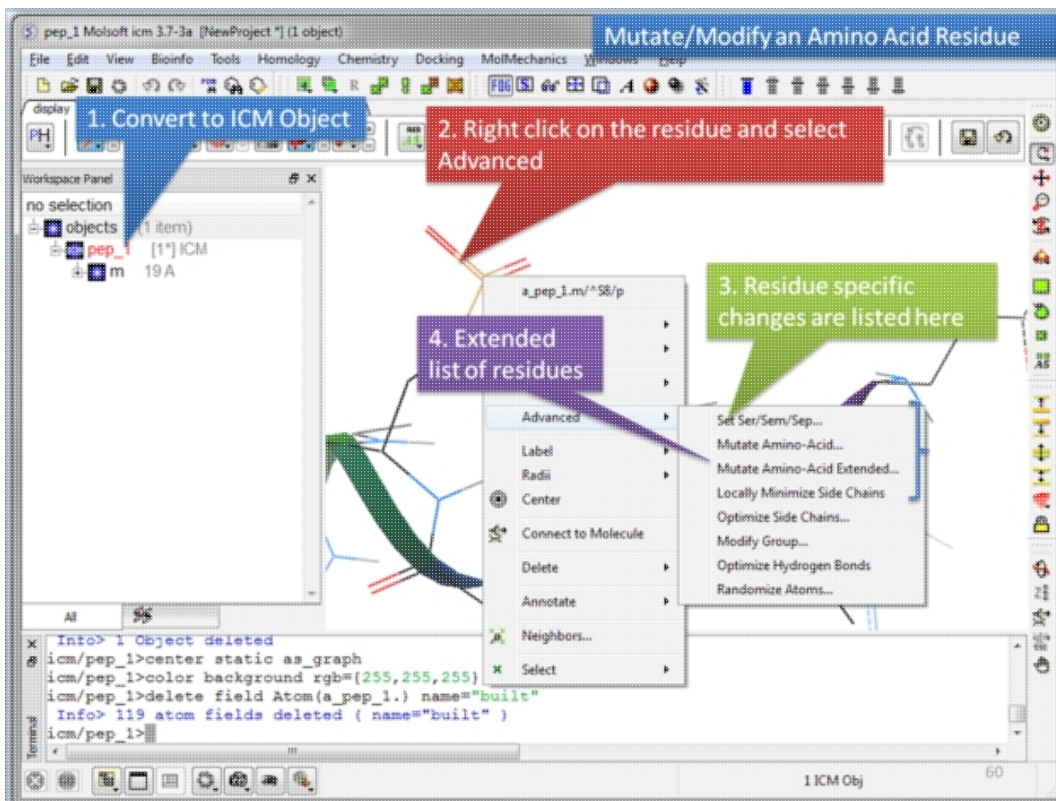 pep_1 Molsoft icm 3.7-3a [NewProject *] (1 object)
Mutate/Modify an Amino Acid Residue
File Edit View Bioinfo Tools Homology Chemistry Docking MolMechanics Windows Help
display
1. Convert to ICM Object
2. Right click on the residue and select
Advanced
Workspace Panel
no selection
objects (1 item)
pep_1 [1*] ICM
m 19 A
a_pep_1.m/^S8/p
3. Residue specific
changes are listed here
4. Extended
list of residues
Advanced
Label
Radii
Center
Connect to Molecule
Delete
Annotate
Neighbors...
Select
Set Ser/Sem/Sep...
Mutate Amino-Acid...
Mutate Amino-Acid Extended...
Locally Minimize Side Chains
Optimize Side Chains...
Modify Group...
Optimize Hydrogen Bonds
Randomize Atoms...
All
Info> 1 Object deleted
icm/pep_1>center static as_graph
icm/pep_1>color background rgb={255,255,255}
icm/pep_1>delete field Atom(a_pep_1.) name="built"
Info> 119 atom fields deleted ( name="built" )
icm/pep_1>
Terminal
1 ICM Obj
60